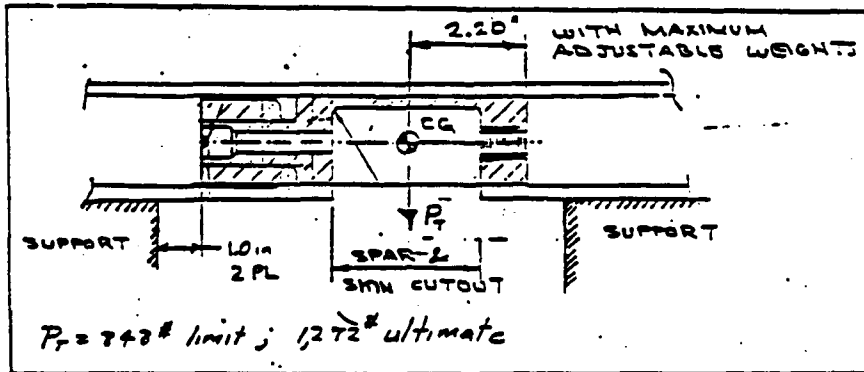 2.20" WITH MAXIMUM
ADJUSTABLE WEIGHTS
CG
P_T
SUPPORT
1.0 in
2 PL
SKIN CUTOUT
SUPPORT
P_T = 848# limit; 1,272# ultimate